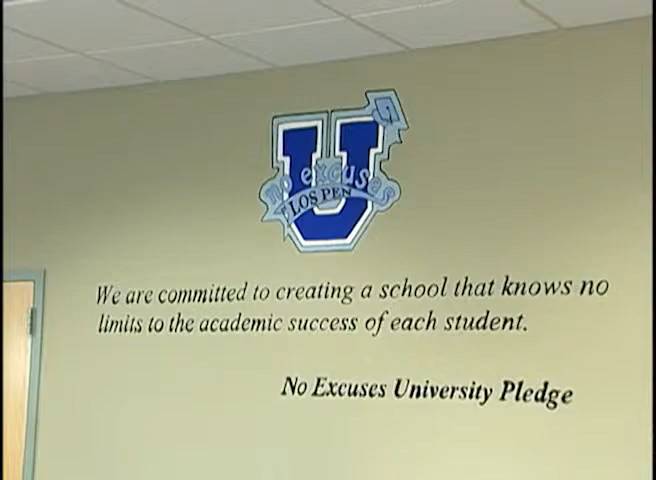 U
no excuses
LOS PEN
We are committed to creating a school that knows no
limits to the academic success of each student.
No Excuses University Pledge